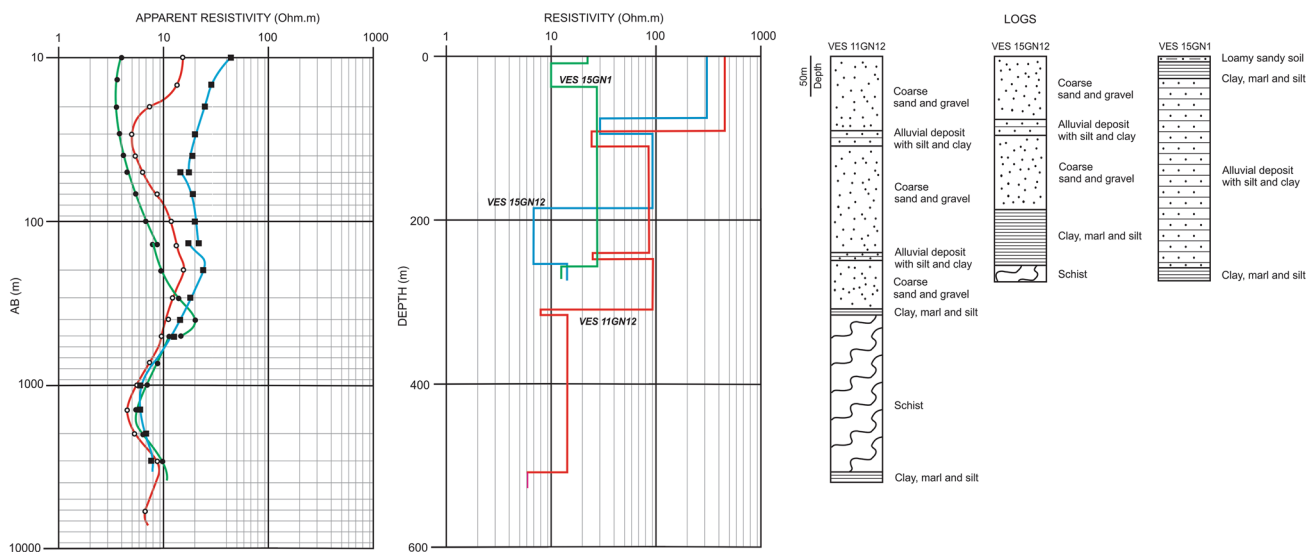 APPARENT RESISTIVITY (Ohm.m)
1 10 100 1000
10
100
1000
10000
AB (m)
RESISTIVITY (Ohm.m)
1 10 100 1000
0
200
400
600
DEPTH (m)
VES 15GN1
VES 15GN12
VES 11GN12
LOGS
50m
Depth
VES 11GN12
Coarse
sand and gravel
Alluvial deposit
with silt and clay
Coarse
sand and gravel
Alluvial deposit
with silt and clay
Coarse
sand and gravel
Clay, marl and silt
Schist
Clay, marl and silt
VES 15GN12
Coarse
sand and gravel
Alluvial deposit
with silt and clay
Coarse
sand and gravel
Clay, marl and silt
Schist
VES 15GN1
Loamy sandy soil
Clay, marl and silt
Alluvial deposit
with silt and clay
Clay, marl and silt